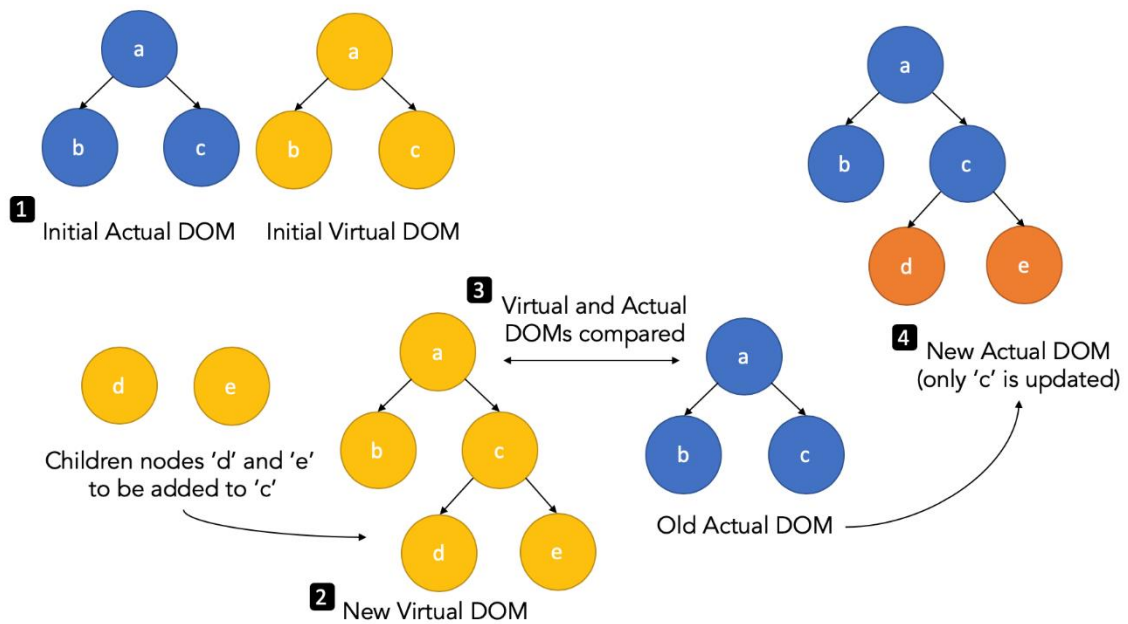 a
b
c
a
b
c
1
Initial Actual DOM
Initial Virtual DOM
d
e
Children nodes ‘d’ and ‘e’
to be added to ‘c’
a
b
c
d
e
2
New Virtual DOM
3
Virtual and Actual
DOMs compared
a
b
c
Old Actual DOM
a
b
c
d
e
4
New Actual DOM
(only ‘c’ is updated)